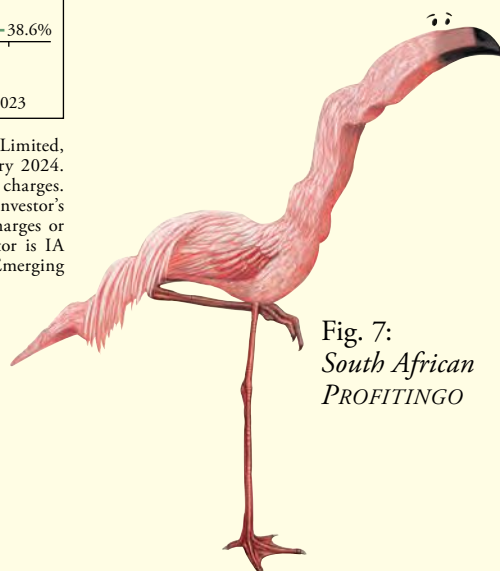 38.6%
023
Limited,
ry 2024.
charges.
nvestor's
harges or
tor is IA
Emerging
Fig. 7:
South African
PROFITINGO